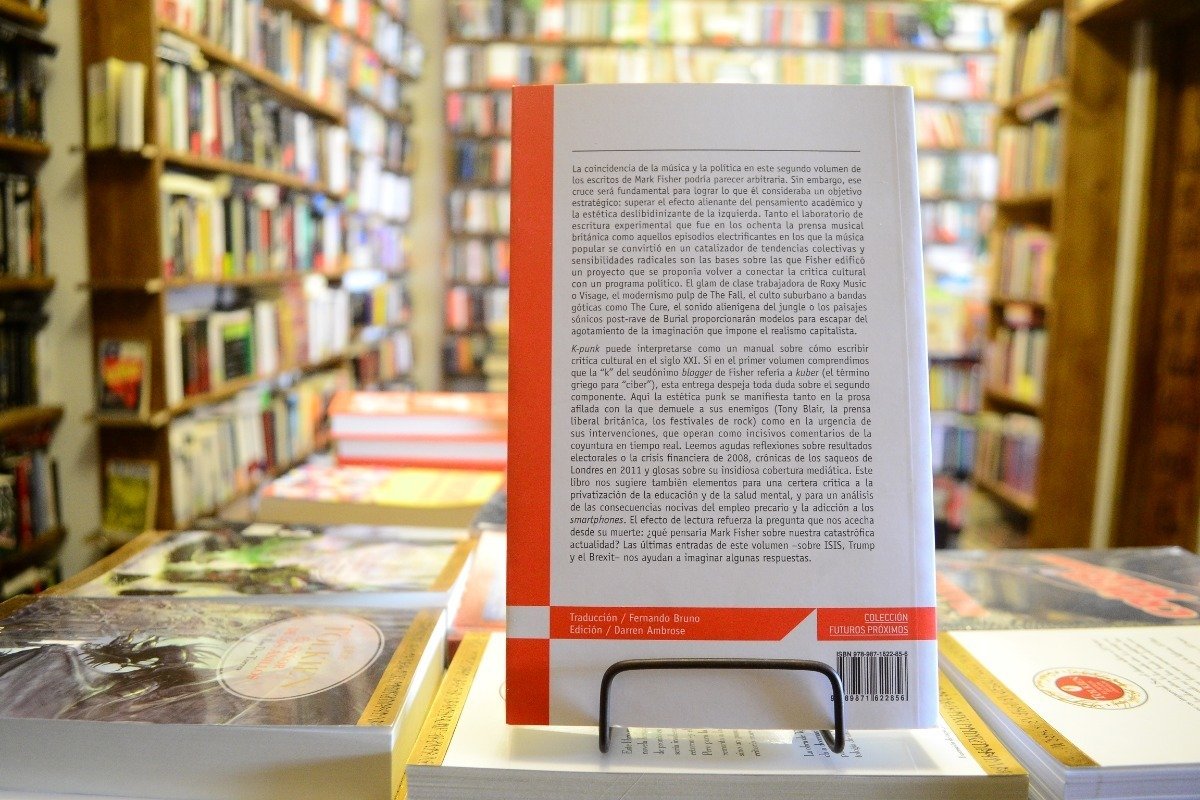 La coincidencia de la música y la política en este segundo volumen de
los escritos de Mark Fisher podría parecer arbitraria. Sin embargo, ese
cruce será fundamental para lograr lo que él consideraba un objetivo
estratégico: superar el efecto alienante del pensamiento académico y
la estética deslibidinizante de la izquierda. Tanto el laboratorio de
escritura experimental que fue en los ochenta la prensa musical
británica como aquellos episodios electrificantes en los que la música
popular se convirtió en un catalizador de tendencias colectivas y
sensibilidades radicales son las bases sobre las que Fisher edificó
un proyecto que se proponía volver a conectar la crítica cultural
con un programa político. El glam de clase trabajadora de Roxy Music
o Visage, el modernismo pulp de The Fall, el culto suburbano a bandas
góticas como The Cure, el sonido alienígena del jungle o los paisajes
sónicos post-rave de Burial proporcionarán modelos para escapar del
agotamiento de la imaginación que impone el realismo capitalista.
K-punk puede interpretarse como un manual sobre cómo escribir
crítica cultural en el siglo XXI. Si en el primer volumen comprendimos
que la “k” del seudónimo blogger de Fisher refería a kuber (el término
griego para “ciber”), esta entrega despeja toda duda sobre el segundo
componente. Aquí la estética punk se manifiesta tanto en la prosa
afilada con la que demuele a sus enemigos (Tony Blair, la prensa
liberal británica, los festivales de rock) como en la urgencia de
sus intervenciones, que operan como incisivos comentarios de la
coyuntura en tiempo real. Leemos agudas reflexiones sobre resultados
electorales o la crisis financiera de 2008, crónicas de los saqueos de
Londres en 2011 y glosas sobre su insidiosa cobertura mediática. Este
libro nos sugiere también elementos para una certera crítica a la
privatización de la educación y de la salud mental, y para un análisis
de las consecuencias nocivas del empleo precario y la adicción a los
smartphones. El efecto de lectura refuerza la pregunta que nos acecha
desde su muerte: ¿qué pensaría Mark Fisher sobre nuestra catastrófica
actualidad? Las últimas entradas de este volumen –sobre ISIS, Trump
y el Brexit– nos ayudan a imaginar algunas respuestas.
Traducción / Fernando Bruno
Edición / Darren Ambrose
COLECCIÓN
FUTUROS PRÓXIMOS
ISBN 978-987-1622-85-6
9 789871 622856